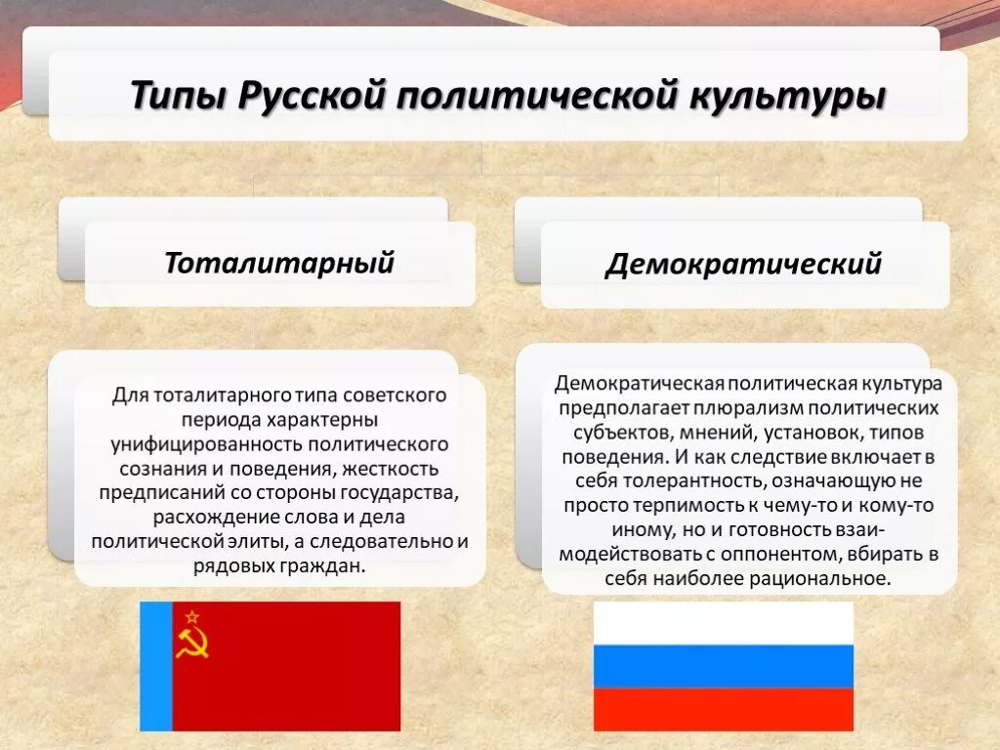 Типы Русской политической культуры
Тоталитарный
Демократический
Для тоталитарного типа советского
периода характерны
унифицированность политического
сознания и поведения, жесткость
предписаний со стороны государства,
расхождение слова и дела
политической элиты, а следовательно и
рядовых граждан.
Демократическая политическая культура
предполагает плюрализм политических
субъектов, мнений, установок, типов
поведения. И как следствие включает в
себя толерантность, означающую не
просто терпимость к чему-то и кому-то
иному, но и готовность взаи-
модействовать с оппонентом, вбирать в
себя наиболее рациональное.